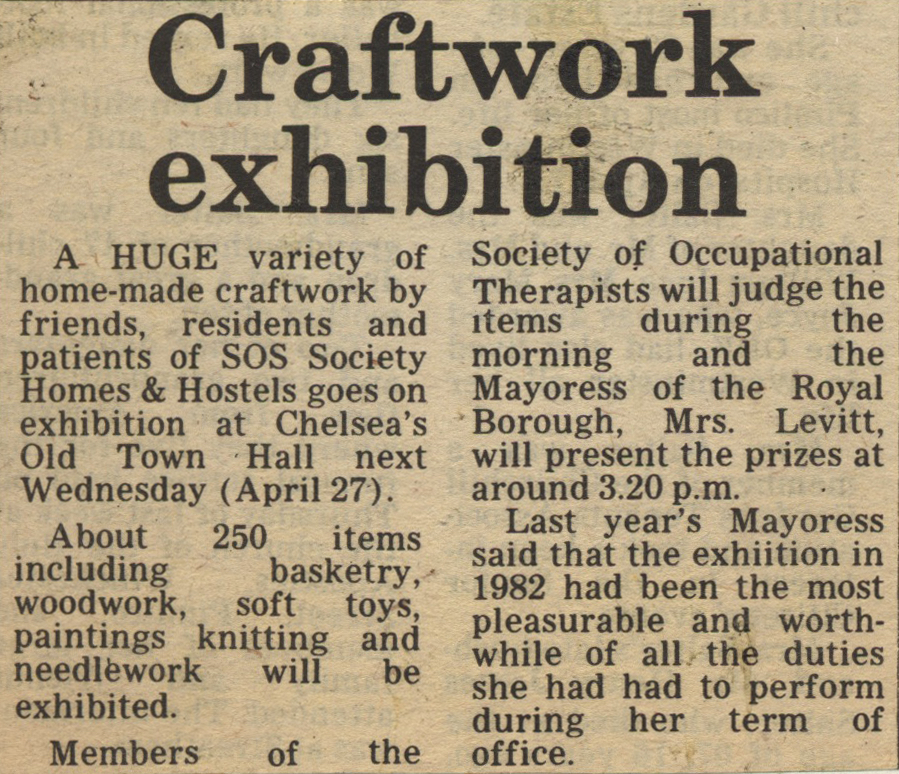 Craftwork
exhibition
A HUGE variety of
home-made craftwork by
friends, residents and
patients of SOS Society
Homes & Hostels goes on
exhibition at Chelsea's
Old Town Hall next
Wednesday (April 27).
About 250 items
including basketry,
woodwork, soft toys,
paintings knitting and
needlework will be
exhibited.
Members of the
Society of Occupational
Therapists will judge the
items during the
morning and the
Mayoress of the Royal
Borough, Mrs. Levitt,
will present the prizes at
around 3.20 p.m.
Last year's Mayoress
said that the exhiition in
1982 had been the most
pleasurable and worth-
while of all the duties
she had had to perform
during her term of
office.